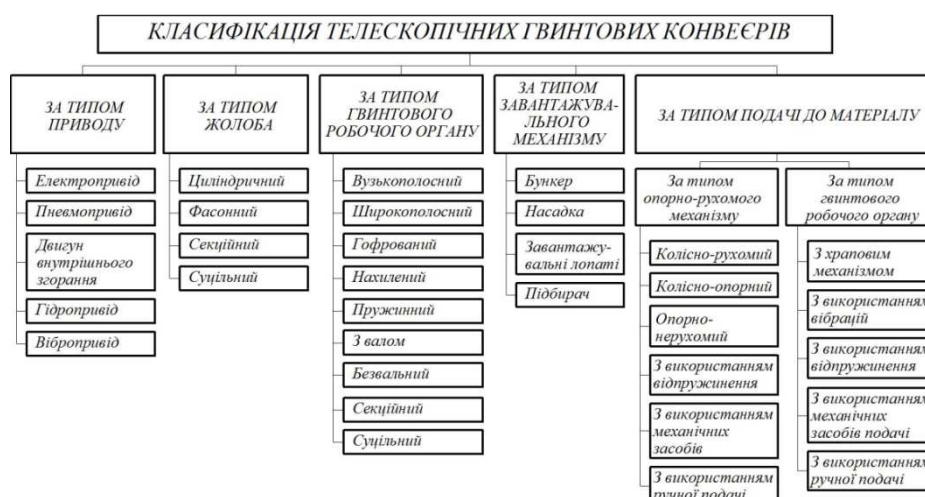 КЛАСИФІКАЦІЯ ТЕЛЕСКОПІЧНИХ ГВИНТОВИХ КОНВЕЄРІВ
ЗА ТИПОМ
ПРИВОДУ
Електропривід
Пневмопривід
Двигун
внутрішнього
згорання
Гідропривід
Вібропривід
ЗА ТИПОМ
ЖОЛОБА
Циліндричний
Фасонний
Секційний
Суцільний
ЗА ТИПОМ
ГВИНТОВОГО
РОБОЧОГО ОРГАНУ
Вузькополосний
Широкополосний
Гофрований
Нахилений
Пружинний
З валом
Безвальний
Секційний
Суцільний
ЗА ТИПОМ
ЗАВАНТАЖУВА-
ЛЬНОГО
МЕХАНІЗМУ
Бункер
Насадка
Завантажу-
вальні лопаті
Підбирач
ЗА ТИПОМ ПОДАЧІ ДО МАТЕРІАЛУ
За типом
опорно-рухомого
механізму
Колісно-рухомий
Колісно-опорний
Опорно-
нерухомий
З використанням
відпружинення
З використанням
механічних
засобів
З використанням
ручної подачі
За типом
гвинтового
робочого органу
З храповим
механізмом
З використанням
вібрацій
З використанням
відпружинення
З використанням
механічних
засобів подачі
З використанням
ручної подачі